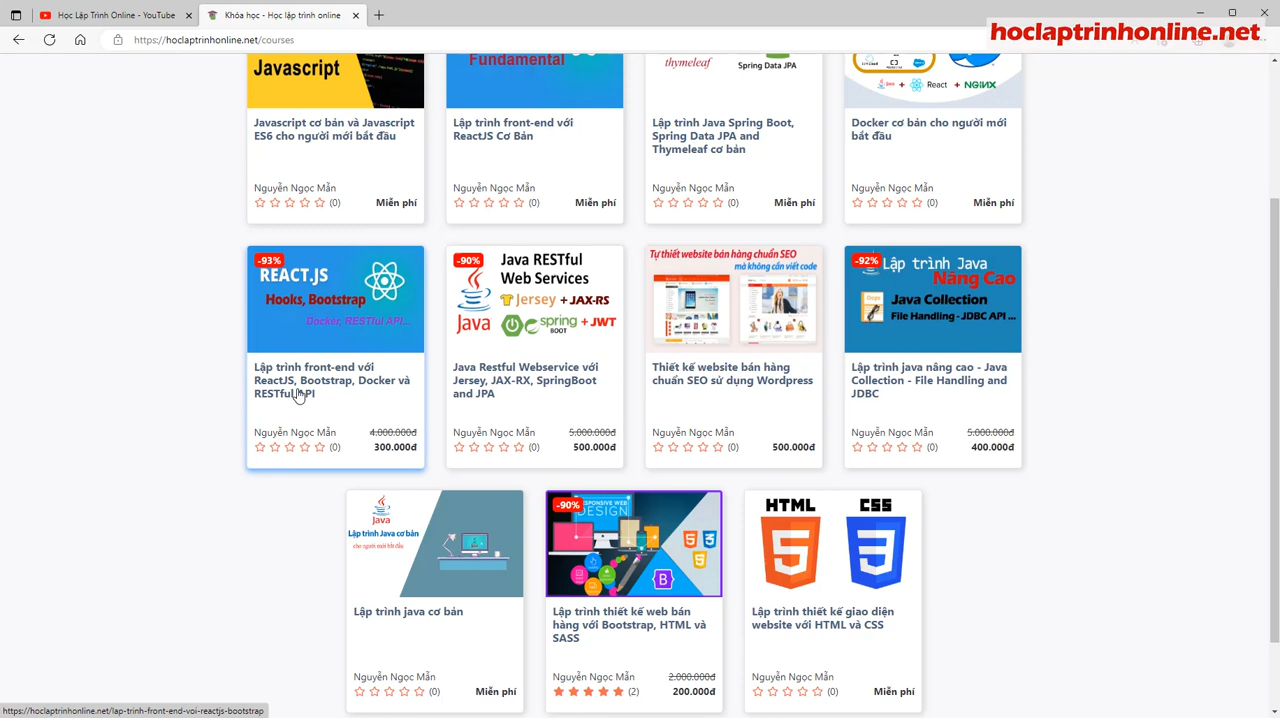 Học Lập Trình Online - YouTube
Khóa học - Học lập trình online
https://hoclaptrinhonline.net/courses
hoclaptrinhonline.net
Javascript
Fundamental
thymeleaf
Spring Data JPA
Java + React + NGINX
Javascript cơ bản và Javascript
ES6 cho người mới bắt đầu
Nguyễn Ngọc Mẫn
(0) Miễn phí
Lập trình front-end với
ReactJS Cơ Bản
Nguyễn Ngọc Mẫn
(0) Miễn phí
Lập trình Java Spring Boot,
Spring Data JPA and
Thymeleaf cơ bản
Nguyễn Ngọc Mẫn
(0) Miễn phí
Docker cơ bản cho người mới
bắt đầu
Nguyễn Ngọc Mẫn
(0) Miễn phí
-93%
REACT.JS
Hooks, Bootstrap
Docker, RESTful API...
Lập trình front-end với
ReactJS, Bootstrap, Docker và
RESTful API
Nguyễn Ngọc Mẫn 4.000.000đ
(0) 300.000đ
-90%
Java RESTful
Web Services
Jersey + JAX-RS
Java spring BOOT + JWT
Java Restful Webservice với
Jersey, JAX-RX, SpringBoot
and JPA
Nguyễn Ngọc Mẫn 5.000.000đ
(0) 500.000đ
Tự thiết website bán hàng chuẩn SEO
mà không cần viết code
Thiết kế website bán hàng
chuẩn SEO sử dụng Wordpress
Nguyễn Ngọc Mẫn
(0) 500.000đ
-92%
Lập trình Java
Nâng Cao
Java Collection
File Handling - JDBC API ...
Lập trình java nâng cao - Java
Collection - File Handling and
JDBC
Nguyễn Ngọc Mẫn 5.000.000đ
(0) 400.000đ
Java
Lập trình Java cơ bản
cho người mới bắt đầu
Lập trình java cơ bản
Nguyễn Ngọc Mẫn
(0) Miễn phí
-90%
RESPONSIVE WEB
DESIGN
B
Lập trình thiết kế web bán
hàng với Bootstrap, HTML và
SASS
Nguyễn Ngọc Mẫn 2.000.000đ
(2) 200.000đ
HTML CSS
5 3
Lập trình thiết kế giao diện
website với HTML và CSS
Nguyễn Ngọc Mẫn
(0) Miễn phí
https://hoclaptrinhonline.net/lap-trinh-front-end-voi-reactjs-bootstrap